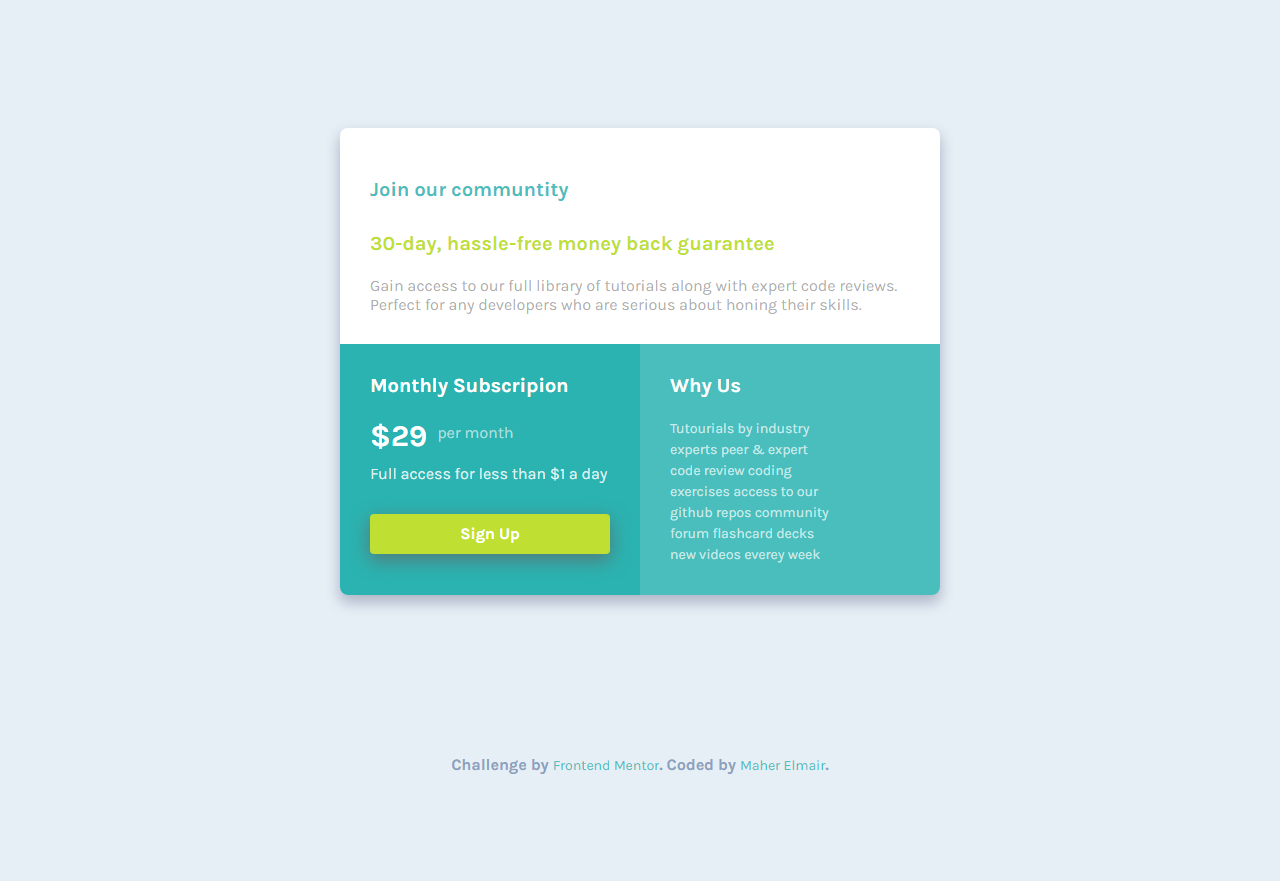 Join our communtity
30-day, hassle-free money back guarantee
Gain access to our full library of tutorials along with expert code reviews.
Perfect for any developers who are serious about honing their skills.
Monthly Subscripion
$29 per month
Full access for less than $1 a day
Sign Up
Why Us
Tutourials by industry
experts peer & expert
code review coding
exercises access to our
github repos community
forum flashcard decks
new videos everey week
Challenge by Frontend Mentor. Coded by Maher Elmair.